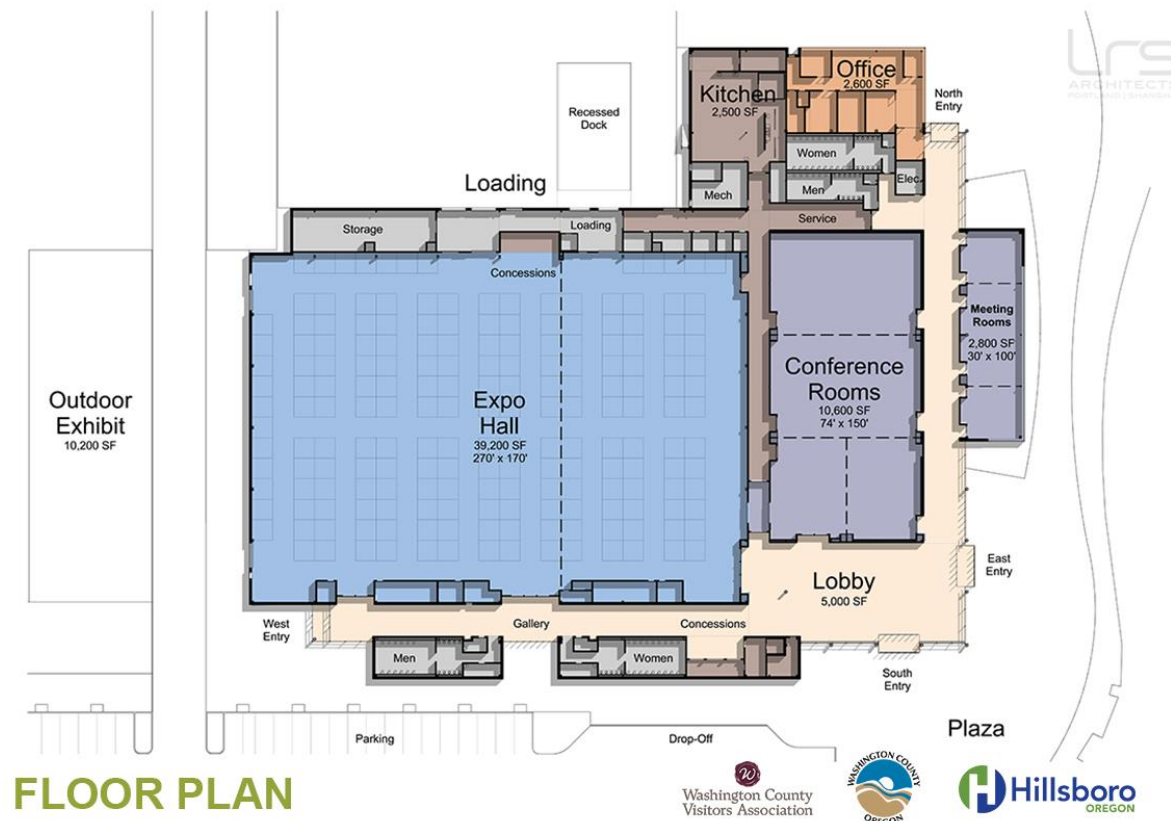 Lrs
ARCHITECTS
Office
2,600 SF
Kitchen
2,500 SF
North
Entry
Recessed
Dock
Women
Loading
Mech
Men
Elec.
Storage
Loading
Service
Concessions
Meeting
Rooms
2,800 SF
30' x 100'
Outdoor
Exhibit
10,200 SF
Expo
Hall
39,200 SF
270' x 170'
Conference
Rooms
10,600 SF
74' x 150'
East
Entry
Lobby
5,000 SF
West
Entry
Gallery
Concessions
Men
Women
South
Entry
Parking
Drop-Off
Plaza
FLOOR PLAN
W
Washington County
Visitors Association
WASHINGTON COUNTY
OREGON
Hillsboro
OREGON